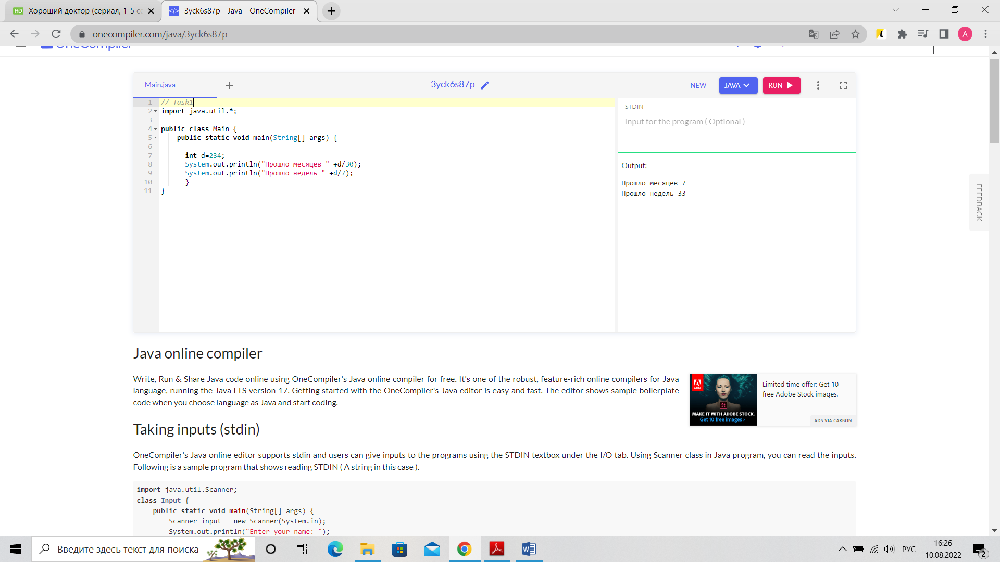 Хороший доктор (сериал, 1-5 се
3yck6s87p - Java - OneCompiler
onecompiler.com/java/3yck6s87p
A
OneCompiler
Main.java
3yck6s87p
NEW
JAVA
RUN
1 // Task1
2 import java.util.*;
3
4 public class Main {
5 public static void main(String[] args) {
6
7 int d=234;
8 System.out.println("Прошло месяцев " +d/30);
9 System.out.println("Прошло недель " +d/7);
10 }
11 }
STDIN
Input for the program ( Optional )
Output:
Прошло месяцев 7
Прошло недель 33
FEEDBACK
Java online compiler
Write, Run & Share Java code online using OneCompiler's Java online compiler for free. It's one of the robust, feature-rich online compilers for Java
language, running the Java LTS version 17. Getting started with the OneCompiler's Java editor is easy and fast. The editor shows sample boilerplate
code when you choose language as Java and start coding.
Adobe
St
MAKE IT WITH ADOBE STOCK.
Get 10 free images ›
Limited time offer: Get 10
free Adobe Stock images.
ADS VIA CARBON
Taking inputs (stdin)
OneCompiler's Java online editor supports stdin and users can give inputs to the programs using the STDIN textbox under the I/O tab. Using Scanner class in Java program, you can read the inputs.
Following is a sample program that shows reading STDIN ( A string in this case ).
import java.util.Scanner;
class Input {
public static void main(String[] args) {
Scanner input = new Scanner(System.in);
System.out.println("Enter your name: ");
Введите здесь текст для поиска
РУС
16:26
10.08.2022
2